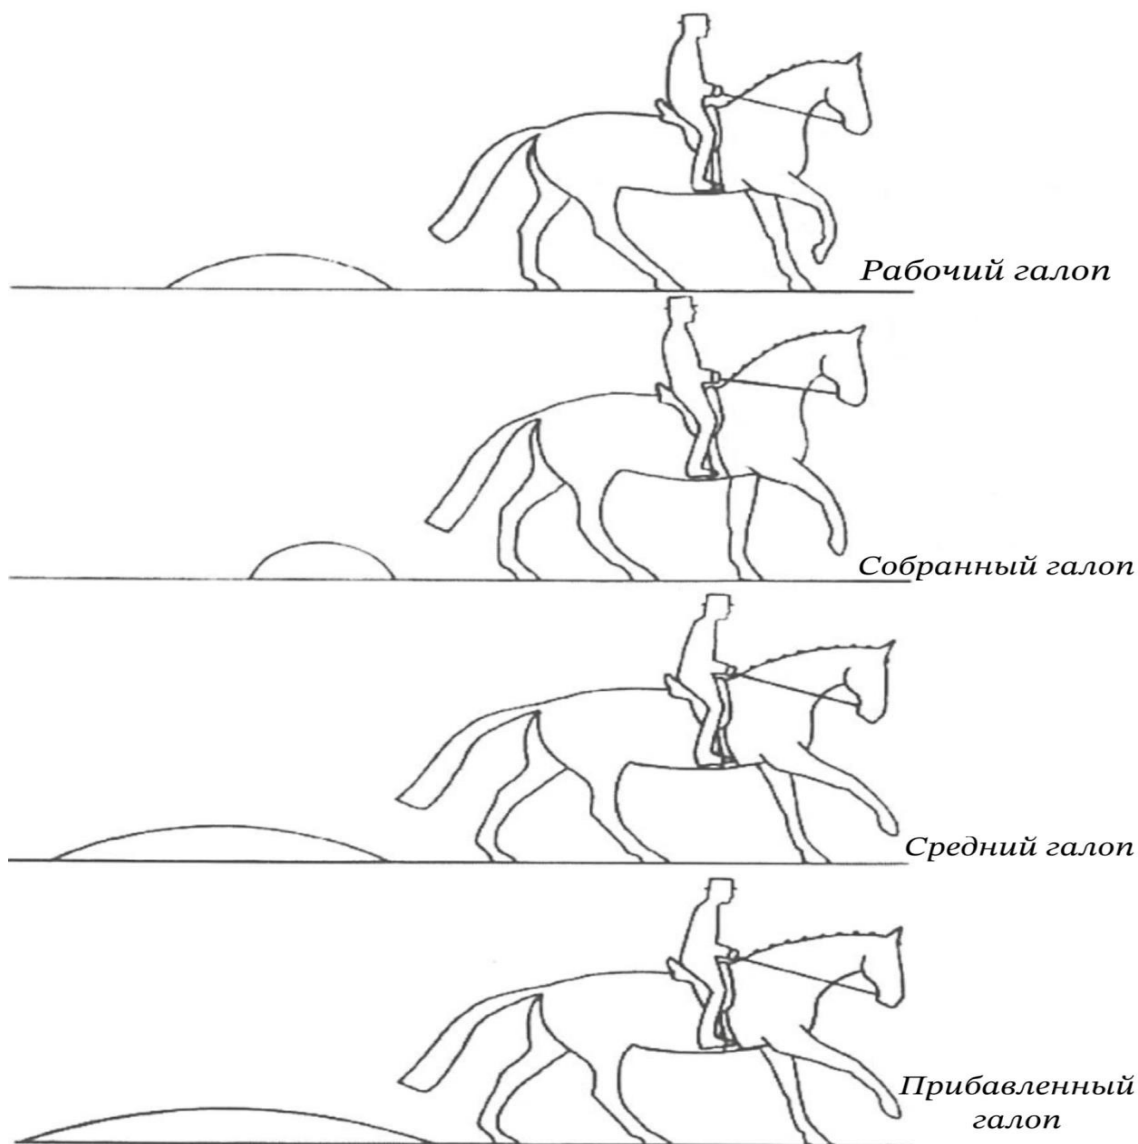 Рабочий галоп
Собранный галоп
Средний галоп
Прибавленный
галоп